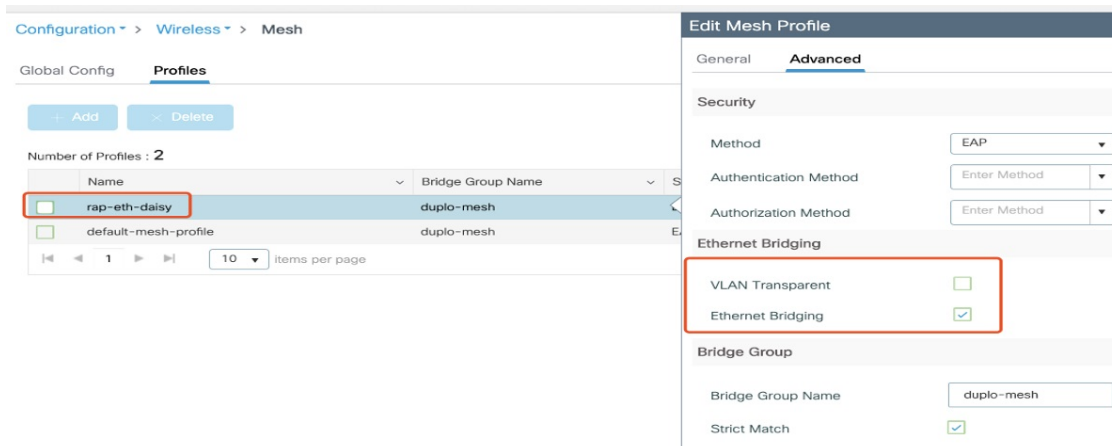 Configuration > Wireless > Mesh
Global Config Profiles
+ Add × Delete
Number of Profiles : 2
Name Bridge Group Name S
rap-eth-daisy duplo-mesh
default-mesh-profile duplo-mesh
1 10 items per page
Edit Mesh Profile
General Advanced
Security
Method EAP
Authentication Method Enter Method
Authorization Method Enter Method
Ethernet Bridging
VLAN Transparent
Ethernet Bridging
Bridge Group
Bridge Group Name duplo-mesh
Strict Match